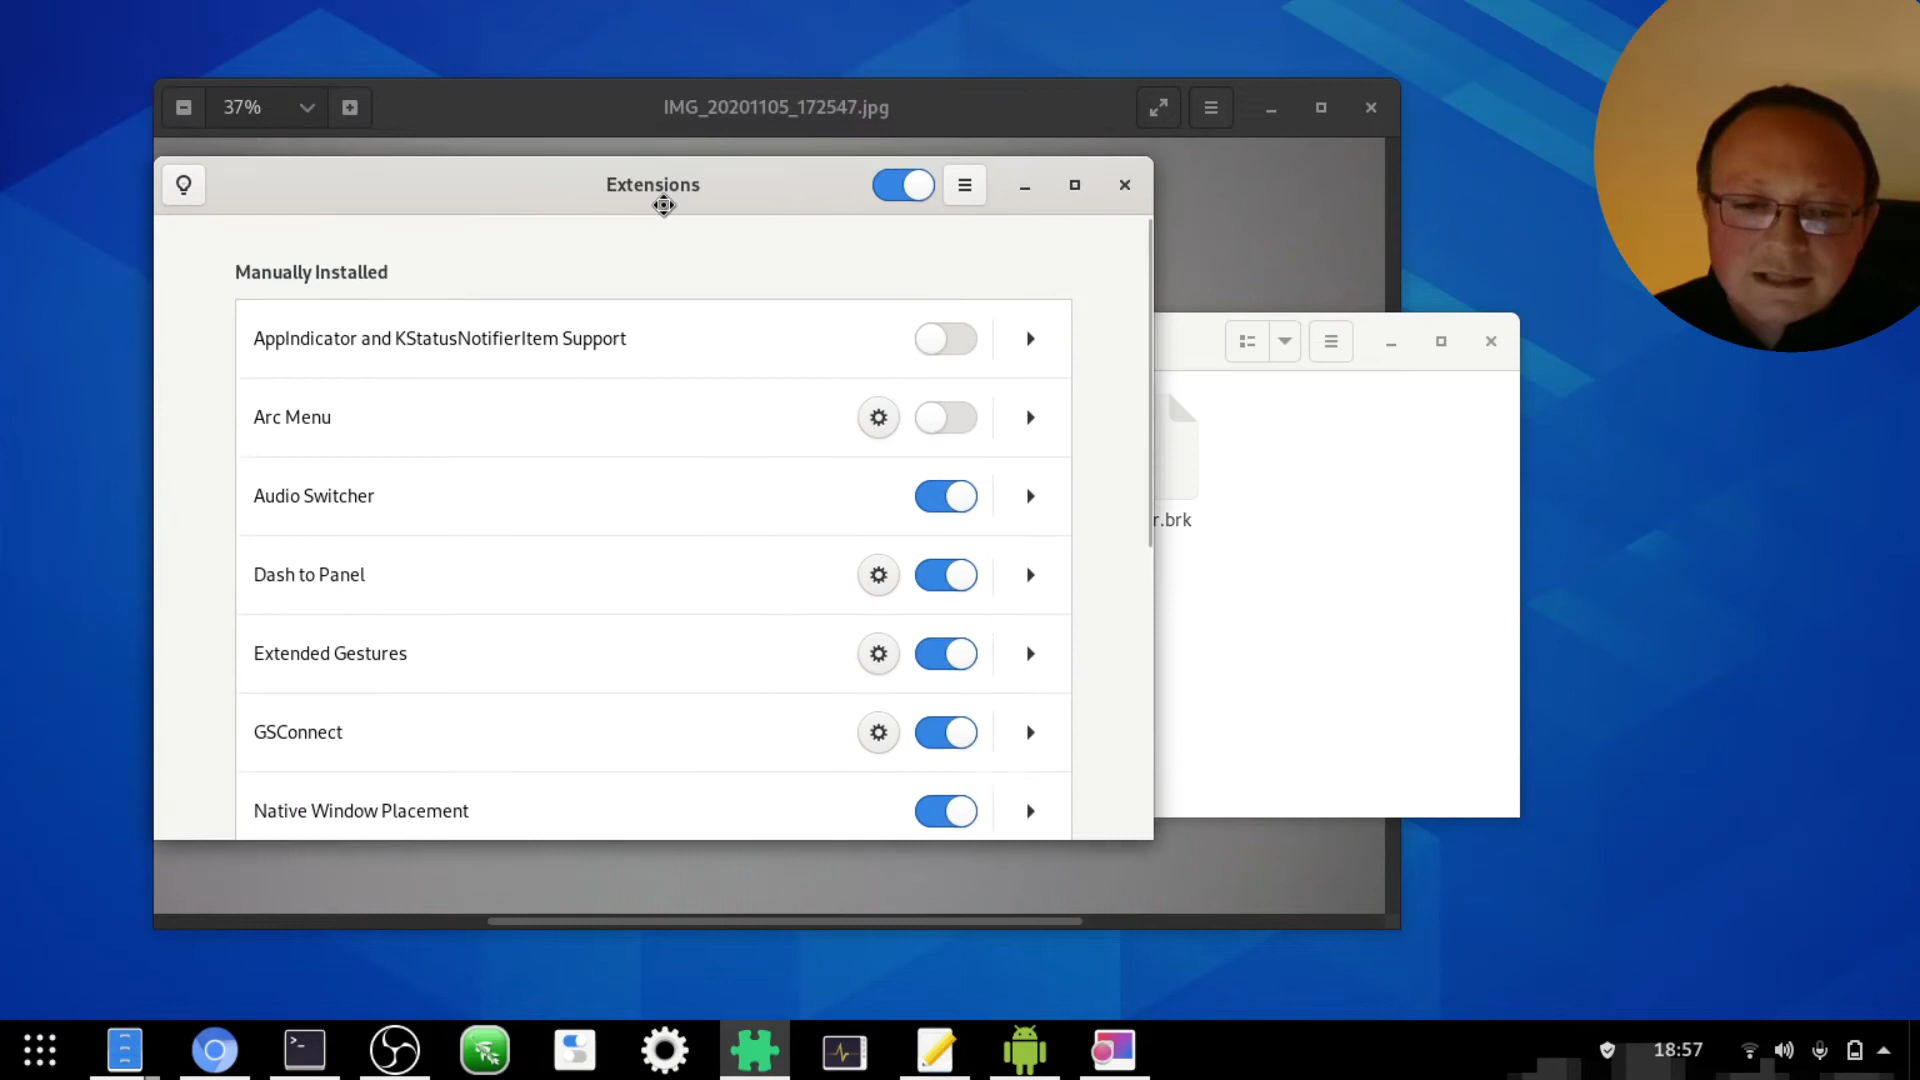 37%
IMG_20201105_172547.jpg
Extensions
Manually Installed
AppIndicator and KStatusNotifierItem Support
Arc Menu
Audio Switcher
Dash to Panel
Extended Gestures
GSConnect
Native Window Placement
r.brk
18:57